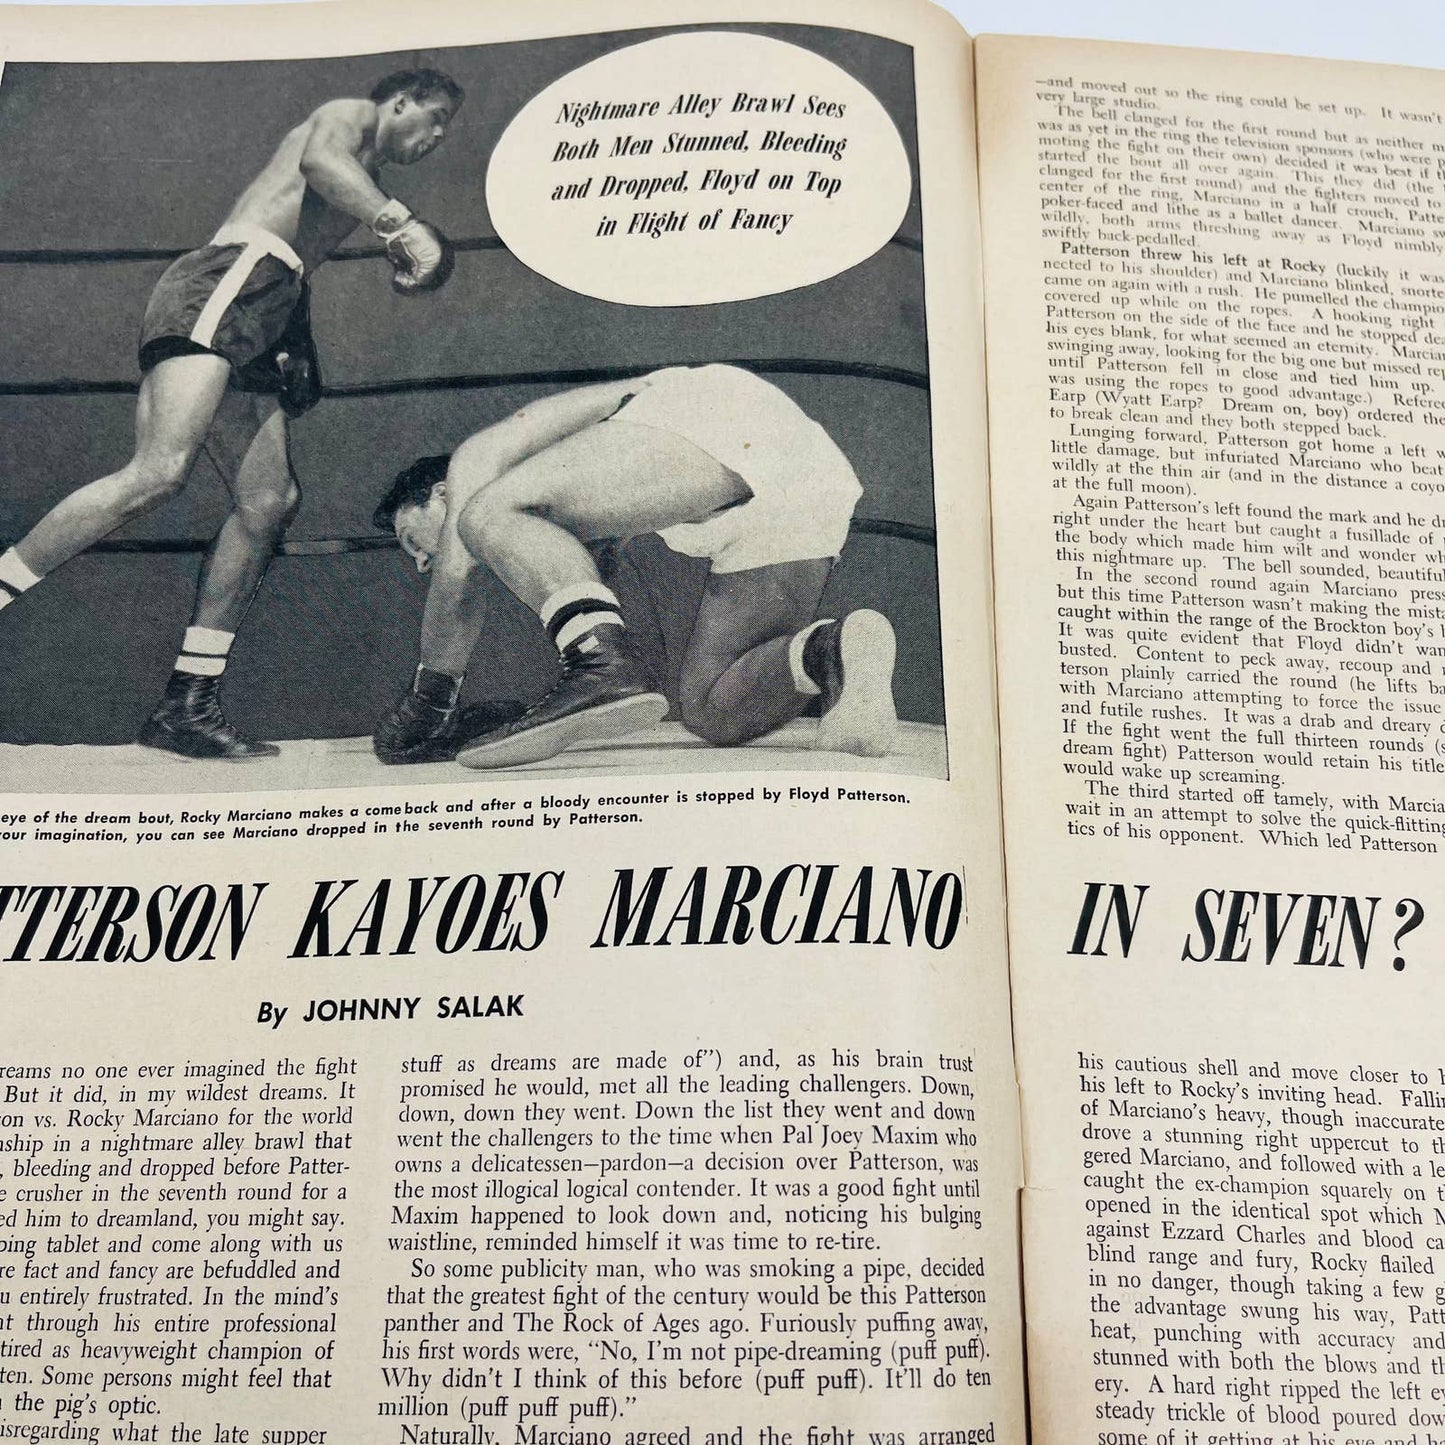 Nightmare Alley Brawl Sees
Both Men Stunned, Bleeding
and Dropped, Floyd on Top
in Flight of Fancy
eye of the dream bout, Rocky Marciano makes a comeback and after a bloody encounter is stopped by Floyd Patterson.
your imagination, you can see Marciano dropped in the seventh round by Patterson.
TTERSON KAYOES MARCIANO
By JOHNNY SALAK
reams no one ever imagined the fight
But it did, in my wildest dreams. It
on vs. Rocky Marciano for the world
nship in a nightmare alley brawl that
, bleeding and dropped before Patter-
e crusher in the seventh round for a
ed him to dreamland, you might say.
ping tablet and come along with us
re fact and fancy are befuddled and
u entirely frustrated. In the mind's
nt through his entire professional
tired as heavyweight champion of
ten. Some persons might feel that
the pig's optic.
isregarding what the late supper
stuff as dreams are made of") and, as his brain trust
promised he would, met all the leading challengers. Down,
down, down they went. Down the list they went and down
went the challengers to the time when Pal Joey Maxim who
owns a delicatessen—pardon—a decision over Patterson, was
the most illogical logical contender. It was a good fight until
Maxim happened to look down and, noticing his bulging
waistline, reminded himself it was time to re-tire.
So some publicity man, who was smoking a pipe, decided
that the greatest fight of the century would be this Patterson
panther and The Rock of Ages ago. Furiously puffing away,
his first words were, "No, I'm not pipe-dreaming (puff puff).
Why didn't I think of this before (puff puff). It'll do ten
million (puff puff puff)."
Naturally, Marciano agreed and the fight was arranged
—and moved out so the ring could be set up. It wasn't
very large studio.
The bell clanged for the first round but as neither m
was as yet in the ring the television sponsors (who were p
moting the fight on their own) decided it was best if th
started the bout all over again. This they did (the
clanged for the first round) and the fighters moved to
center of the ring, Marciano in a half crouch, Patte
poker-faced and lithe as a ballet dancer. Marciano sw
wildly, both arms threshing away as Floyd nimbly
swiftly back-pedalled.
Patterson threw his left at Rocky (luckily it was
nected to his shoulder) and Marciano blinked, snorte
came on again with a rush. He pumelled the champio
covered up while on the ropes. A hooking right
Patterson on the side of the face and he stopped de
his eyes blank, for what seemed an eternity. Marcia
swinging away, looking for the big one but missed rep
until Patterson fell in close and tied him up.
was using the ropes to good advantage.) Refere
Earp (Wyatt Earp? Dream on, boy) ordered the
to break clean and they both stepped back.
Lunging forward, Patterson got home a left w
little damage, but infuriated Marciano who beat
wildly at the thin air (and in the distance a coyo
at the full moon).
Again Patterson's left found the mark and he dr
right under the heart but caught a fusillade of
the body which made him wilt and wonder wh
this nightmare up. The bell sounded, beautiful
In the second round again Marciano press
but this time Patterson wasn't making the mista
caught within the range of the Brockton boy's
It was quite evident that Floyd didn't wan
busted. Content to peck away, recoup and
terson plainly carried the round (he lifts ba
with Marciano attempting to force the issue
and futile rushes. It was a drab and dreary
If the fight went the full thirteen rounds (s
dream fight) Patterson would retain his title
would wake up screaming.
The third started off tamely, with Marcia
wait in an attempt to solve the quick-flitting
tics of his opponent. Which led Patterson
IN SEVEN?
his cautious shell and move closer to
his left to Rocky's inviting head. Fallin
of Marciano's heavy, though inaccurate
drove a stunning right uppercut to th
gered Marciano, and followed with a le
caught the ex-champion squarely on t
opened in the identical spot which M
against Ezzard Charles and blood ca
blind range and fury, Rocky flailed
in no danger, though taking a few g
the advantage swung his way, Patt
heat, punching with accuracy and
stunned with both the blows and th
ery. A hard right ripped the left ey
steady trickle of blood poured dow
some of it getting at his eye and